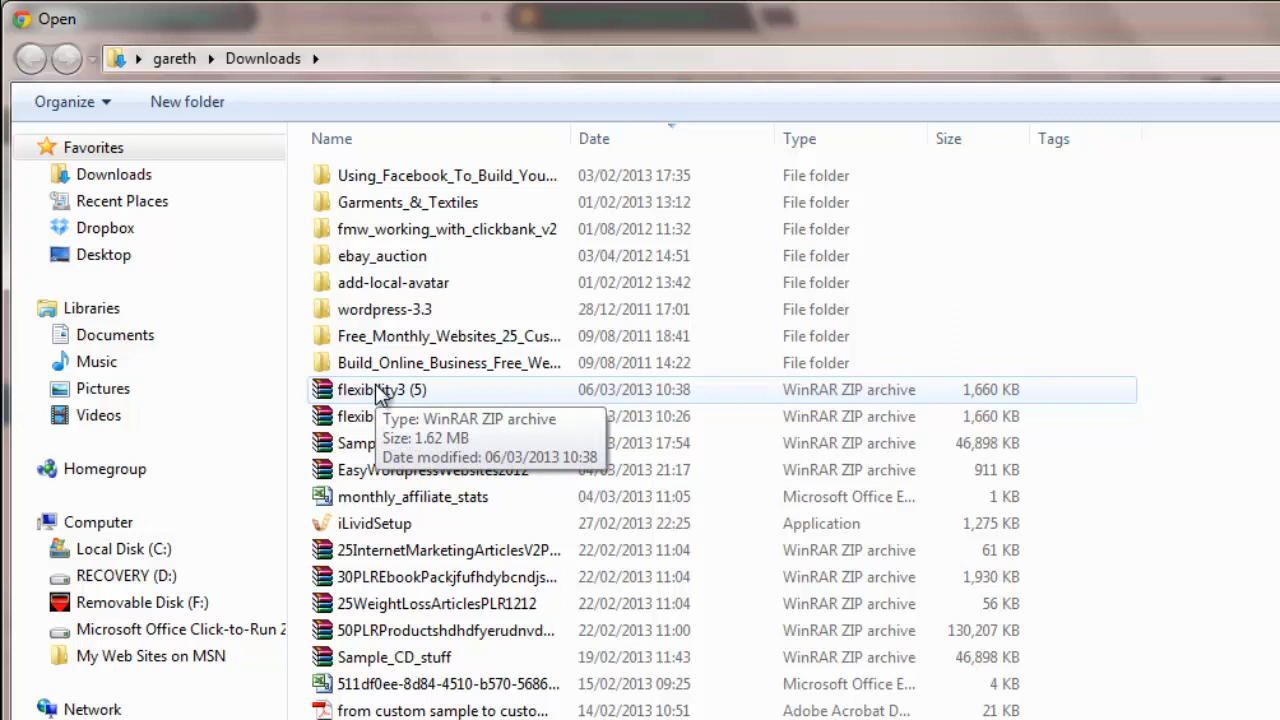 Open
gareth Downloads
Organize New folder
Name Date Type Size Tags
Favorites
Downloads
Recent Places
Dropbox
Desktop
Libraries
Documents
Music
Pictures
Videos
Homegroup
Computer
Local Disk (C:)
RECOVERY (D:)
Removable Disk (F:)
Microsoft Office Click-to-Run 2
My Web Sites on MSN
Network
Using_Facebook_To_Build_You... 03/02/2013 17:35 File folder
Garments_&_Textiles 01/02/2013 13:12 File folder
fmw_working_with_clickbank_v2 01/08/2012 11:32 File folder
ebay_auction 03/04/2012 14:51 File folder
add-local-avatar 01/02/2012 13:42 File folder
wordpress-3.3 28/12/2011 17:01 File folder
Free_Monthly_Websites_25_Cus... 09/08/2011 18:41 File folder
Build_Online_Business_Free_We... 09/08/2011 14:22 File folder
flexibility3 (5) 06/03/2013 10:38 WinRAR ZIP archive 1,660 KB
flexib 3/2013 10:26 WinRAR ZIP archive 1,660 KB
Type: WinRAR ZIP archive
Size: 1.62 MB
Date modified: 06/03/2013 10:38
Samp 3/2013 17:54 WinRAR ZIP archive 46,898 KB
EasyWordpressWebsites2012 04/03/2013 21:17 WinRAR ZIP archive 911 KB
monthly_affiliate_stats 04/03/2013 11:05 Microsoft Office E... 1 KB
iLividSetup 27/02/2013 22:25 Application 1,275 KB
25InternetMarketingArticlesV2P... 22/02/2013 11:04 WinRAR ZIP archive 61 KB
30PLREbookPackjfufhdybcndjs... 22/02/2013 11:04 WinRAR ZIP archive 1,930 KB
25WeightLossArticlesPLR1212 22/02/2013 11:04 WinRAR ZIP archive 56 KB
50PLRProductshdhdfyerudnvd... 22/02/2013 11:00 WinRAR ZIP archive 130,207 KB
Sample_CD_stuff 19/02/2013 11:43 WinRAR ZIP archive 46,898 KB
511df0ee-8d84-4510-b570-5686... 15/02/2013 09:25 Microsoft Office E... 4 KB
from custom sample to custo... 14/02/2013 10:51 Adobe Acrobat D... 21 KB